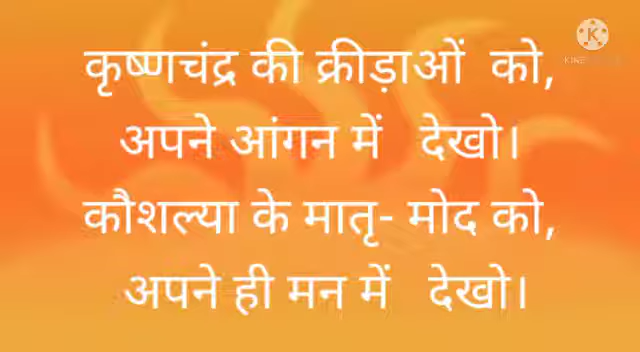 कृष्णचंद्र की क्रीड़ाओं को,
अपने आंगन में देखो।
कौशल्या के मातृ- मोद को,
अपने ही मन में देखो।